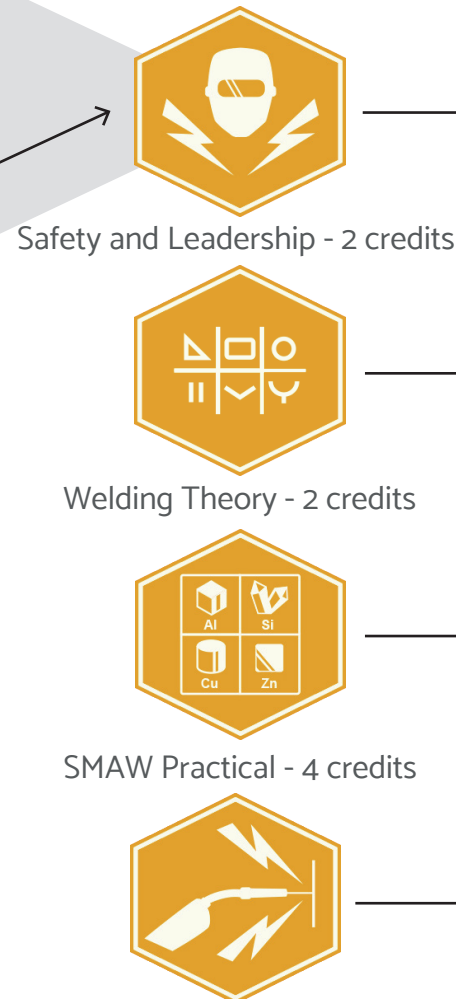 Safety and Leadership - 2 credits
Welding Theory - 2 credits
Al Si
Cu Zn
SMAW Practical - 4 credits